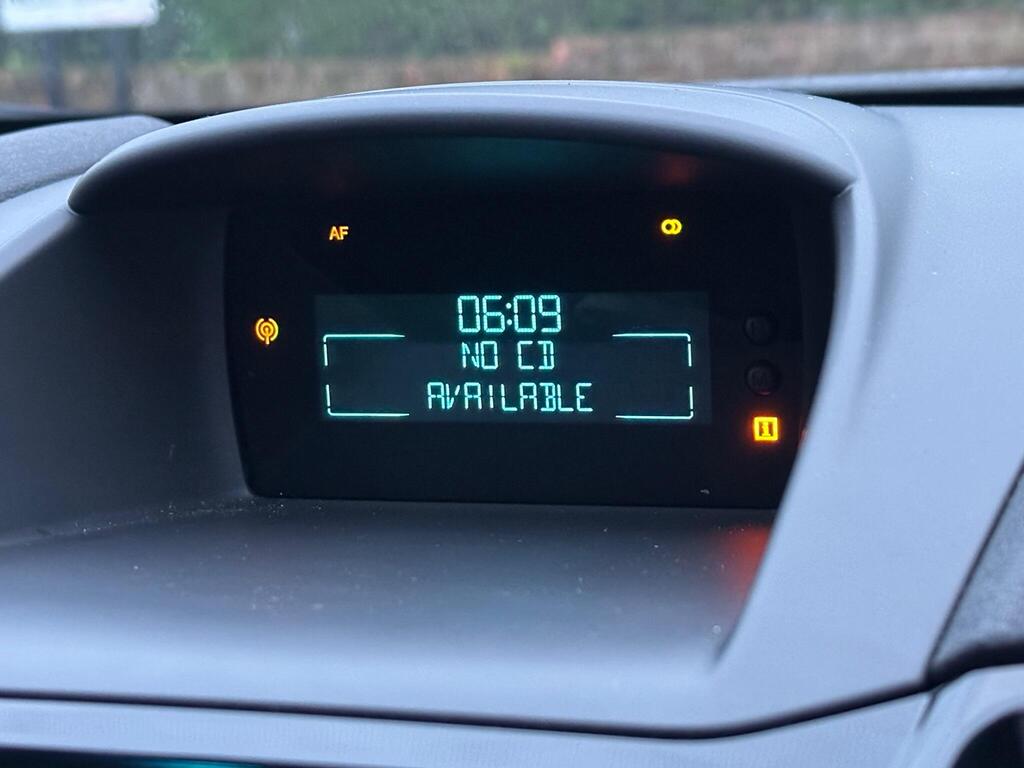 AF
06:09
NO CD
AVAILABLE
i